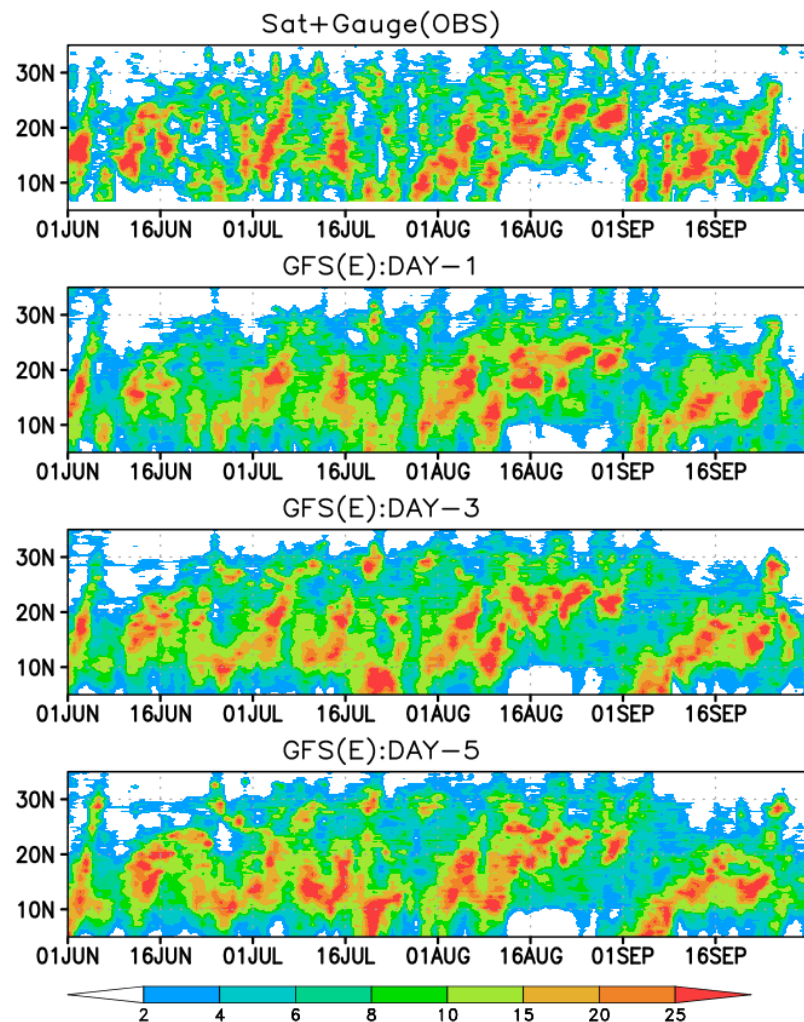 Sat+Gauge(OBS)
30N
20N
10N
01JUN 16JUN 01JUL 16JUL 01AUG 16AUG 01SEP 16SEP
GFS(E):DAY-1
30N
20N
10N
01JUN 16JUN 01JUL 16JUL 01AUG 16AUG 01SEP 16SEP
GFS(E):DAY-3
30N
20N
10N
01JUN 16JUN 01JUL 16JUL 01AUG 16AUG 01SEP 16SEP
GFS(E):DAY-5
30N
20N
10N
01JUN 16JUN 01JUL 16JUL 01AUG 16AUG 01SEP 16SEP
2 4 6 8 10 15 20 25